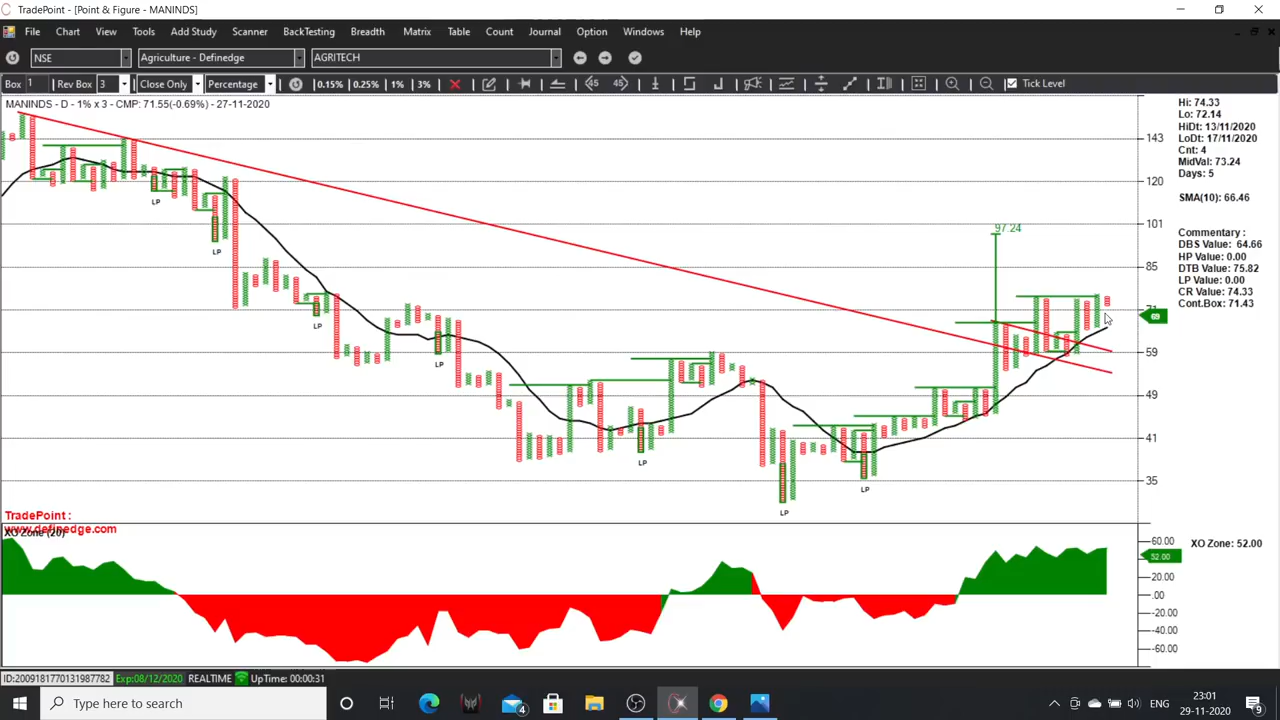 TradePoint - [Point & Figure - MANINDS]
File Chart View Tools Add Study Scanner BackTesting Breadth Matrix Table Count Journal Option Windows Help
NSE Agriculture - Definedge AGRITECH
Box 1 Rev Box 3 Close Only Percentage 0.15% 0.25% 1% 3% 45 45 Tick Level
MANINDS - D - 1% x 3 - CMP: 71.55(-0.69%) - 27-11-2020
Hi: 74.33
Lo: 72.14
HiDt: 13/11/2020
LoDt: 17/11/2020
Cnt: 4
MidVal: 73.24
Days: 5
SMA(10): 66.46
Commentary :
DBS Value: 64.66
HP Value: 0.00
DTB Value: 75.82
LP Value: 0.00
CR Value: 74.33
Cont.Box: 71.43
143
120
101
85
71
69
59
49
41
35
97.24
LP
LP
LP
LP
LP
LP
LP
TradePoint :
www.definedge.com
XO Zone (20)
XO Zone: 52.00
60.00
52.00
20.00
.00
-20.00
-40.00
-60.00
ID:2009181770131987782 Exp:08/12/2020 REALTIME UpTime: 00:00:31
Type here to search
4
ENG
23:01
29-11-2020
9